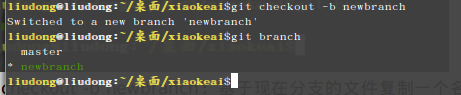 liudong@liudong:~/桌面/xiaokeai$git checkout -b newbranch
Switched to a new branch 'newbranch'
liudong@liudong:~/桌面/xiaokeai$git branch
  master
* newbranch
liudong@liudong:~/桌面/xiaokeai$